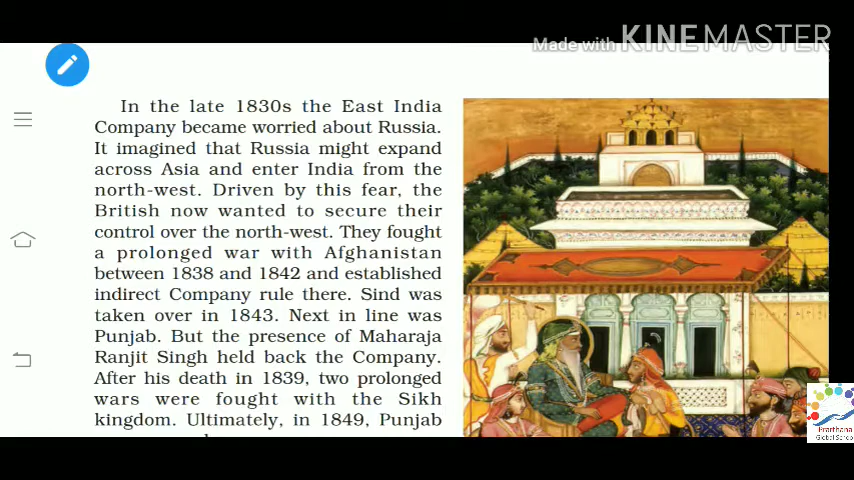 Made with KINEMASTER
In the late 1830s the East India
Company became worried about Russia.
It imagined that Russia might expand
across Asia and enter India from the
north-west. Driven by this fear, the
British now wanted to secure their
control over the north-west. They fought
a prolonged war with Afghanistan
between 1838 and 1842 and established
indirect Company rule there. Sind was
taken over in 1843. Next in line was
Punjab. But the presence of Maharaja
Ranjit Singh held back the Company.
After his death in 1839, two prolonged
wars were fought with the Sikh
kingdom. Ultimately, in 1849, Punjab
Prarthana
Global School